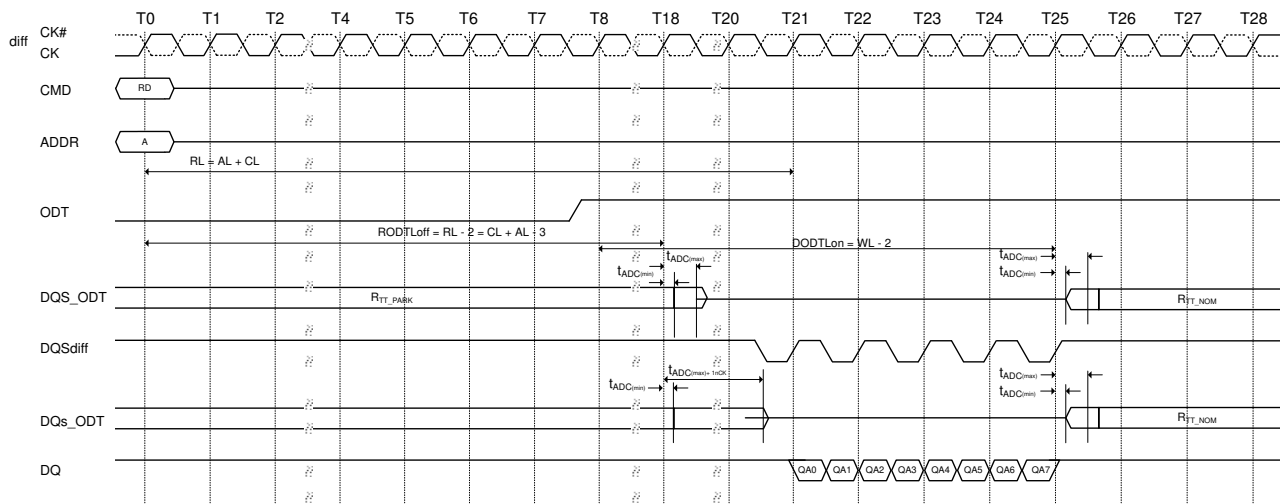 T0 T1 T2 T4 T5 T6 T7 T8 T18 T20 T21 T22 T23 T24 T25 T26 T27 T28
diff
CK#
CK
CMD RD
ADDR A
RL = AL + CL
ODT
RODTLoff = RL - 2 = CL + AL - 3
DODTLon = WL - 2
tADC(max) tADC(max)
tADC(min) tADC(min)
DQS_ODT RTT_PARK RTT_NOM
DQSdiff
tADC(max)+ 1nCK tADC(max)
tADC(min) tADC(min)
DQs_ODT RTT_NOM
DQ QA0 QA1 QA2 QA3 QA4 QA5 QA6 QA7